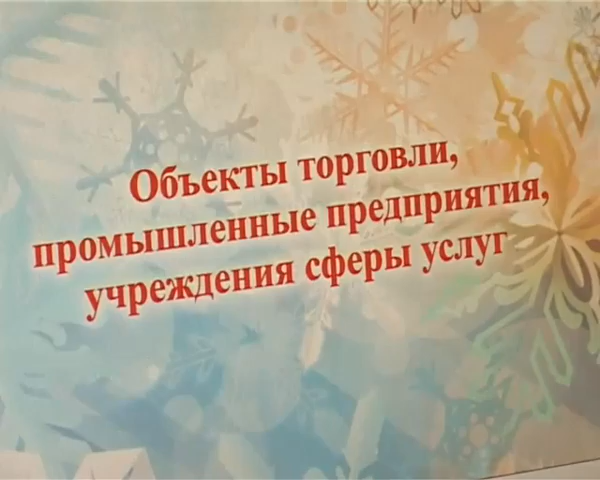 Объекты торговли,
промышленные предприятия,
учреждения сферы услуг